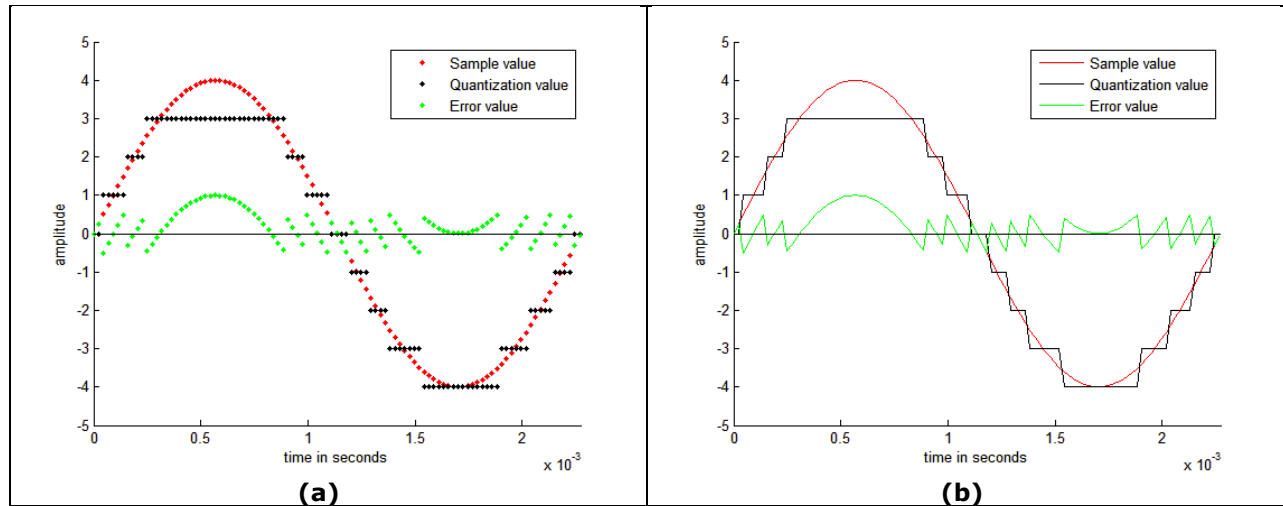 5
4
3
2
1
0
-1
-2
-3
-4
-5
amplitude
Sample value
Quantization value
Error value
0
0.5
1
1.5
2
time in seconds
x 10-3
(a)
5
4
3
2
1
0
-1
-2
-3
-4
-5
amplitude
Sample value
Quantization value
Error value
0
0.5
1
1.5
2
time in seconds
x 10-3
(b)